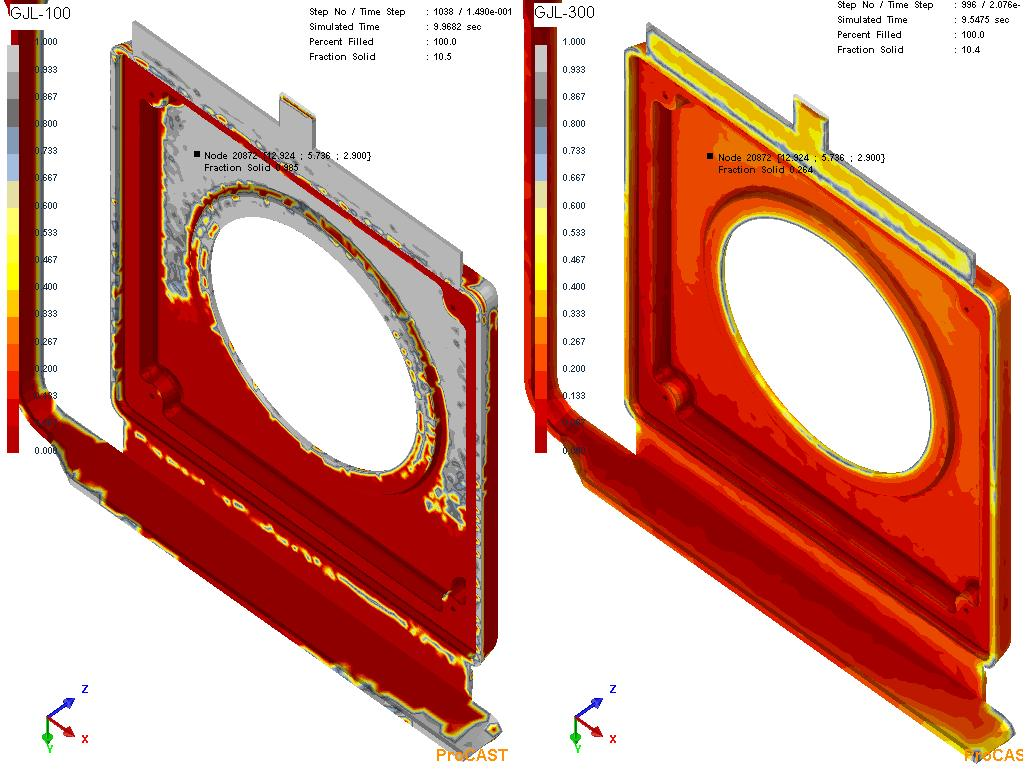 GJL-100
Step No / Time Step : 1038 / 1.490e-001
Simulated Time : 9.9682 sec
Percent Filled : 100.0
Fraction Solid : 10.5
1.000
0.933
0.867
0.800
0.733
0.667
0.600
0.533
0.467
0.400
0.333
0.267
0.200
0.133
0.000
Node 20872 [12.924 ; 5.736 ; 2.900]
Fraction Solid 0.985
Z
X
Y
ProCAST
GJL-300
Step No / Time Step : 996 / 2.076e-
Simulated Time : 9.5475 sec
Percent Filled : 100.0
Fraction Solid : 10.4
1.000
0.933
0.867
0.800
0.733
0.667
0.600
0.533
0.467
0.400
0.333
0.267
0.200
0.133
0.000
Node 20872 [12.924 ; 5.736 ; 2.900]
Fraction Solid 0.264
Z
X
Y
ProCAS